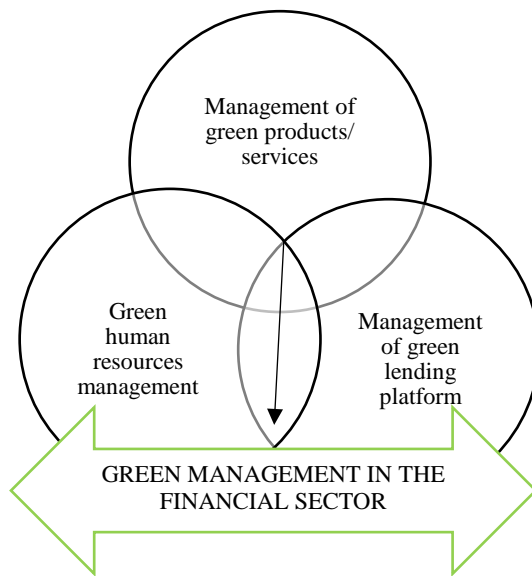 Management of
green products/
services
Green
human
resources
management
Management
of green
lending
platform
GREEN MANAGEMENT IN THE
FINANCIAL SECTOR